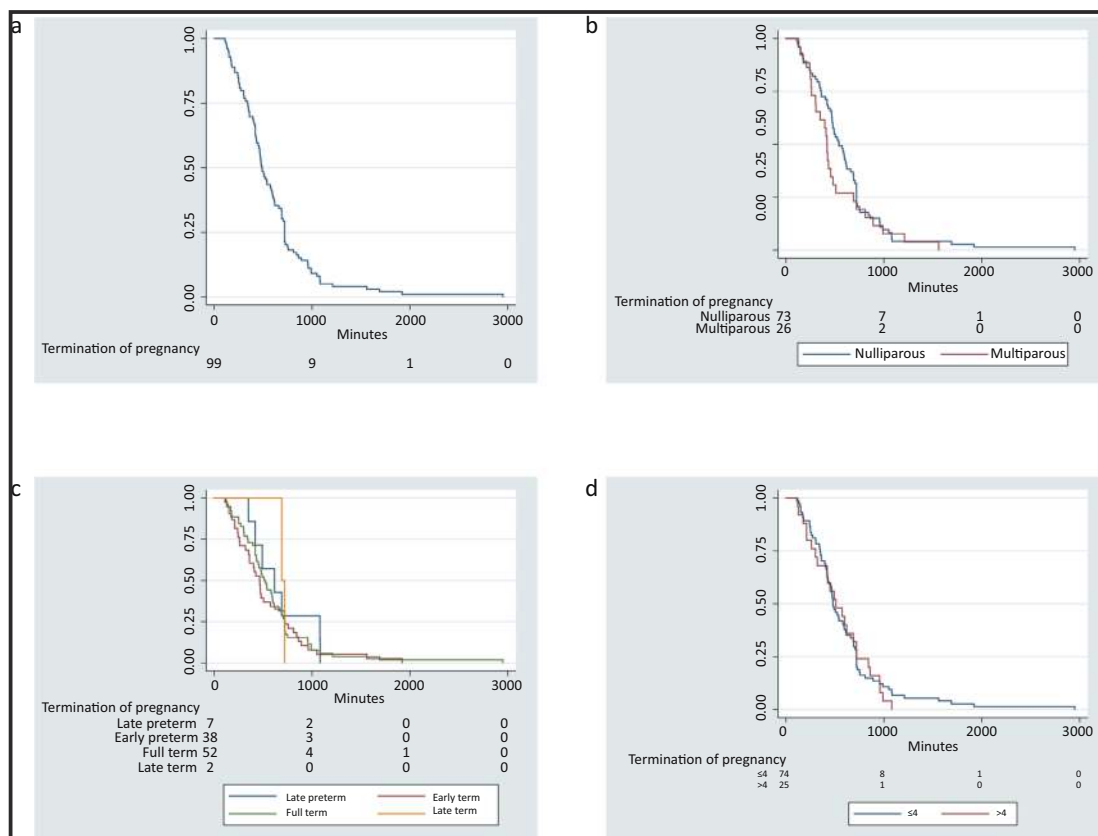 a
1.00
0.75
0.50
0.25
0.00
0 1000 2000 3000
Minutes
Termination of pregnancy
99 9 1 0
b
1.00
0.75
0.50
0.25
0.00
0 1000 2000 3000
Minutes
Termination of pregnancy
Nulliparous 73 7 1 0
Multiparous 26 2 0 0
Nulliparous Multiparous
c
1.00
0.75
0.50
0.25
0.00
0 1000 2000 3000
Minutes
Termination of pregnancy
Late preterm 7 2 0 0
Early preterm 38 3 0 0
Full term 52 4 1 0
Late term 2 0 0 0
Late preterm Early term
Full term Late term
d
1.00
0.75
0.50
0.25
0.00
0 1000 2000 3000
Minutes
Termination of pregnancy
≤4 74 8 1 0
>4 25 1 0 0
≤4 >4